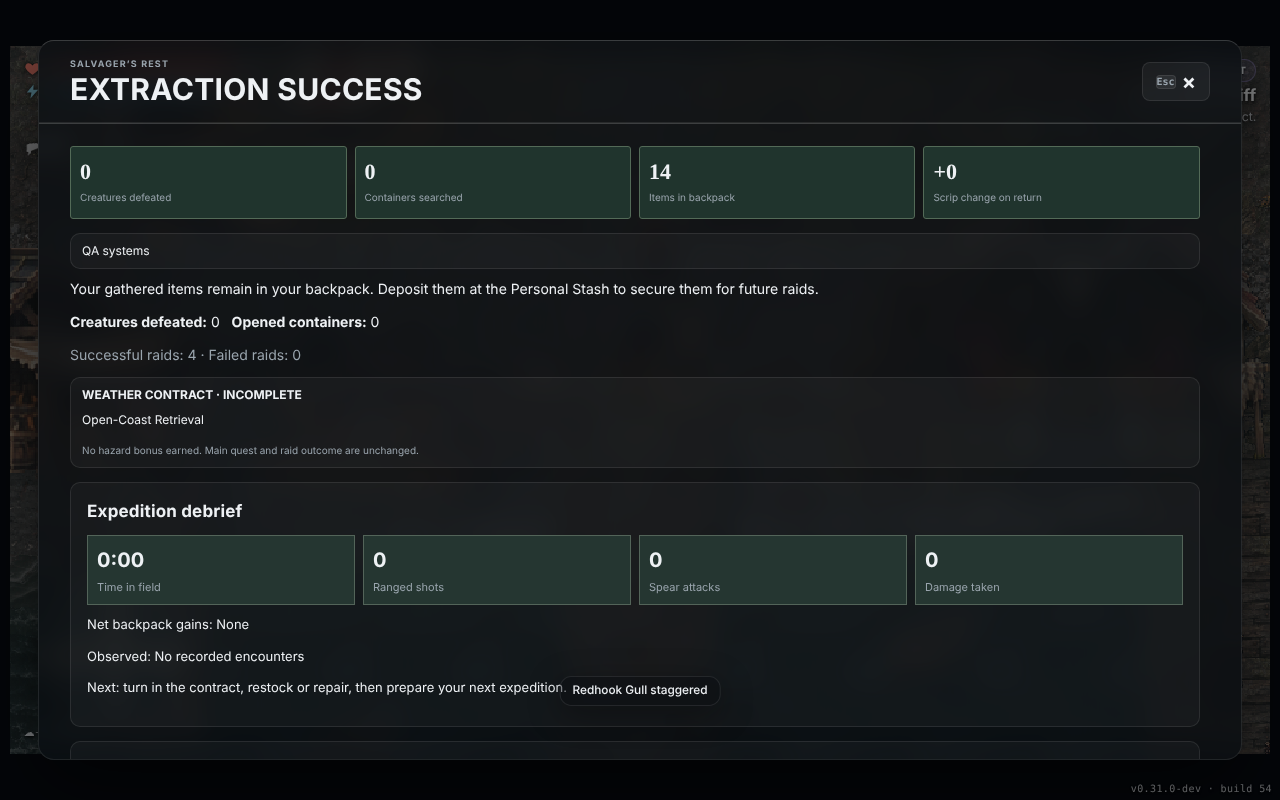 SALVAGER'S REST
EXTRACTION SUCCESS
Esc ×
r
iff
ct.
0
Creatures defeated
0
Containers searched
14
Items in backpack
+0
Scrip change on return
QA systems
Your gathered items remain in your backpack. Deposit them at the Personal Stash to secure them for future raids.
Creatures defeated: 0 Opened containers: 0
Successful raids: 4 · Failed raids: 0
WEATHER CONTRACT · INCOMPLETE
Open-Coast Retrieval
No hazard bonus earned. Main quest and raid outcome are unchanged.
Expedition debrief
0:00
Time in field
0
Ranged shots
0
Spear attacks
0
Damage taken
Net backpack gains: None
Observed: No recorded encounters
Next: turn in the contract, restock or repair, then prepare your next expedition.
Redhook Gull staggered
v0.31.0-dev · build 54